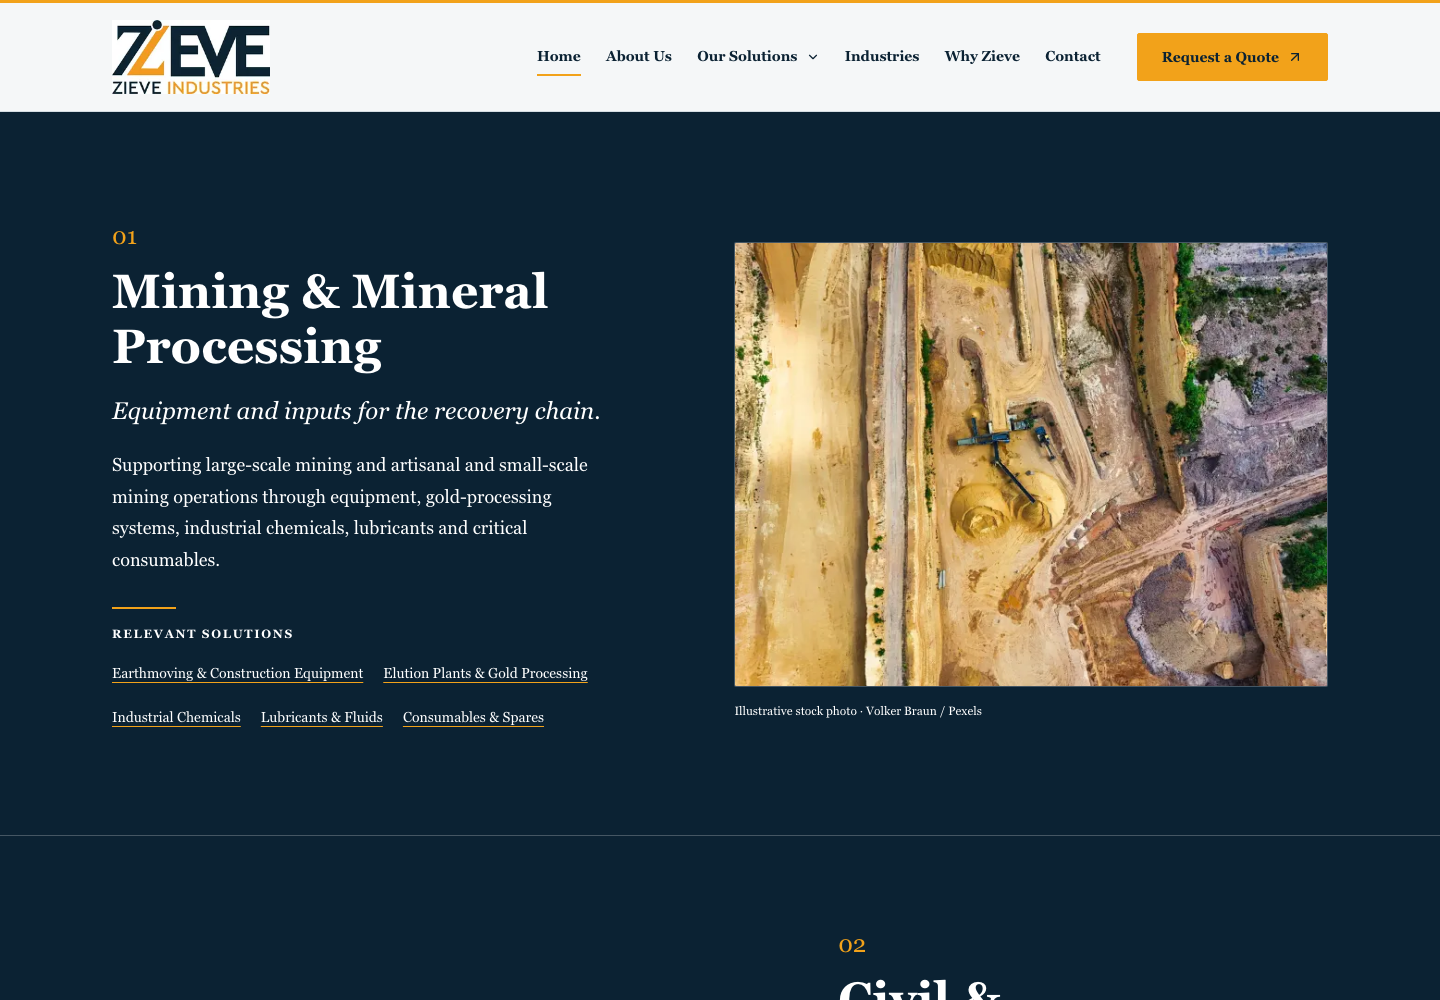 ZIEVE
ZIEVE INDUSTRIES
Home About Us Our Solutions Industries Why Zieve Contact Request a Quote
01
Mining & Mineral
Processing
Equipment and inputs for the recovery chain.
Supporting large-scale mining and artisanal and small-scale
mining operations through equipment, gold-processing
systems, industrial chemicals, lubricants and critical
consumables.
RELEVANT SOLUTIONS
Earthmoving & Construction Equipment Elution Plants & Gold Processing
Industrial Chemicals Lubricants & Fluids Consumables & Spares
Illustrative stock photo · Volker Braun / Pexels
02
Civil &